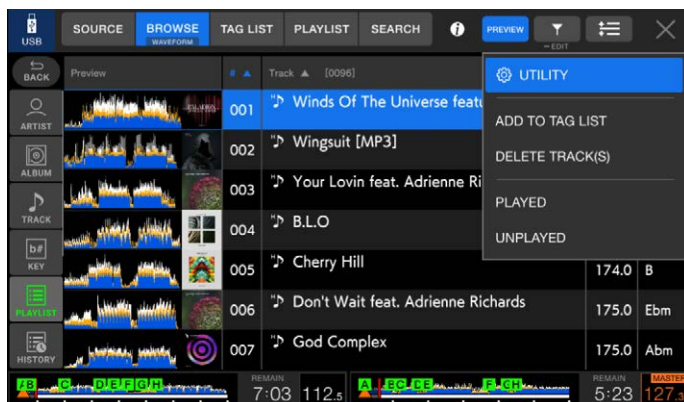 USB
SOURCE
BROWSE
WAVEFORM
TAG LIST
PLAYLIST
SEARCH
i
PREVIEW
EDIT
BACK
Preview
#
Track
[0096]
UTILITY
ADD TO TAG LIST
DELETE TRACK(S)
PLAYED
UNPLAYED
ARTIST
ALBUM
TRACK
b#
KEY
PLAYLIST
HISTORY
001 Winds Of The Universe featu
002 Wingsuit [MP3]
003 Your Lovin feat. Adrienne Ri
004 B.L.O
005 Cherry Hill 174.0 B
006 Don't Wait feat. Adrienne Richards 175.0 Ebm
007 God Complex 175.0 Abm
B C D E F G H
REMAIN
7:03 112.5
A B C D E F G H
REMAIN
5:23
MASTER
127.3